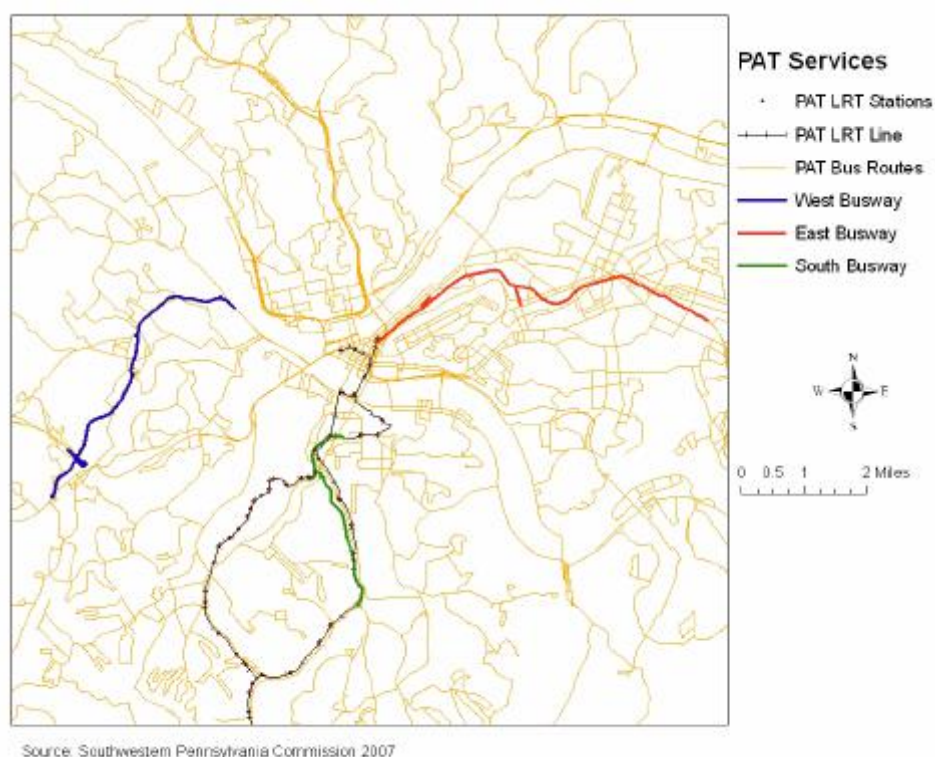 PAT Services
PAT LRT Stations
PAT LRT Line
PAT Bus Routes
West Busway
East Busway
South Busway
N
W E
S
0 0.5 1 2 Miles
Source: Southwestern Pennsylvania Commission 2007